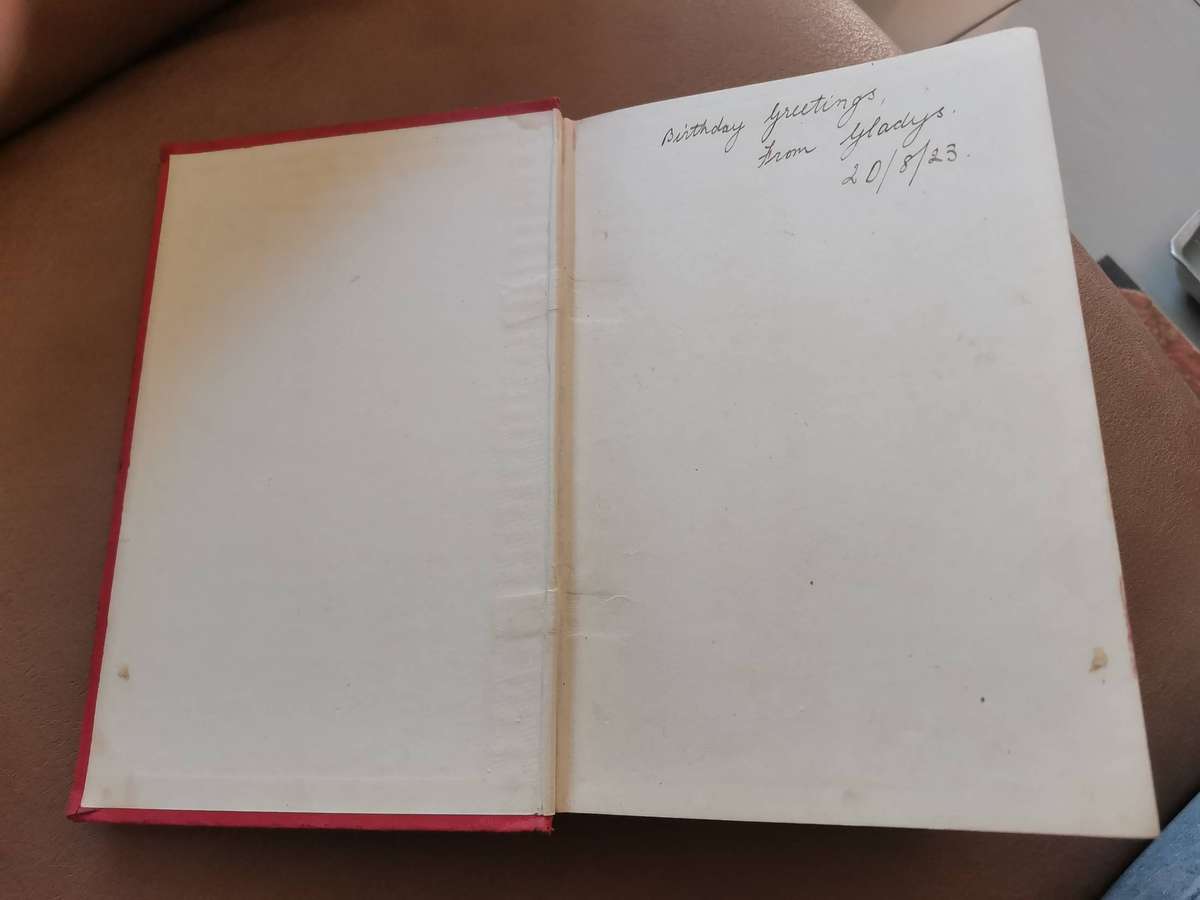 Birthday Greetings,
From Gladys.
20/8/23.